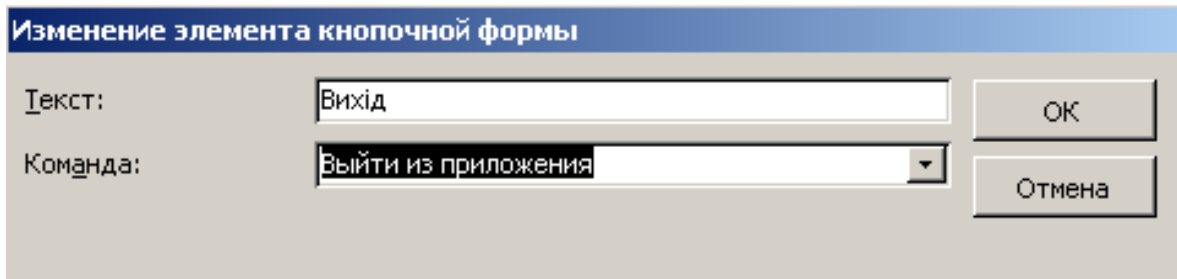 Изменение элемента кнопочной формы
Текст: Вихід OK
Команда: Выйти из приложения
Отмена